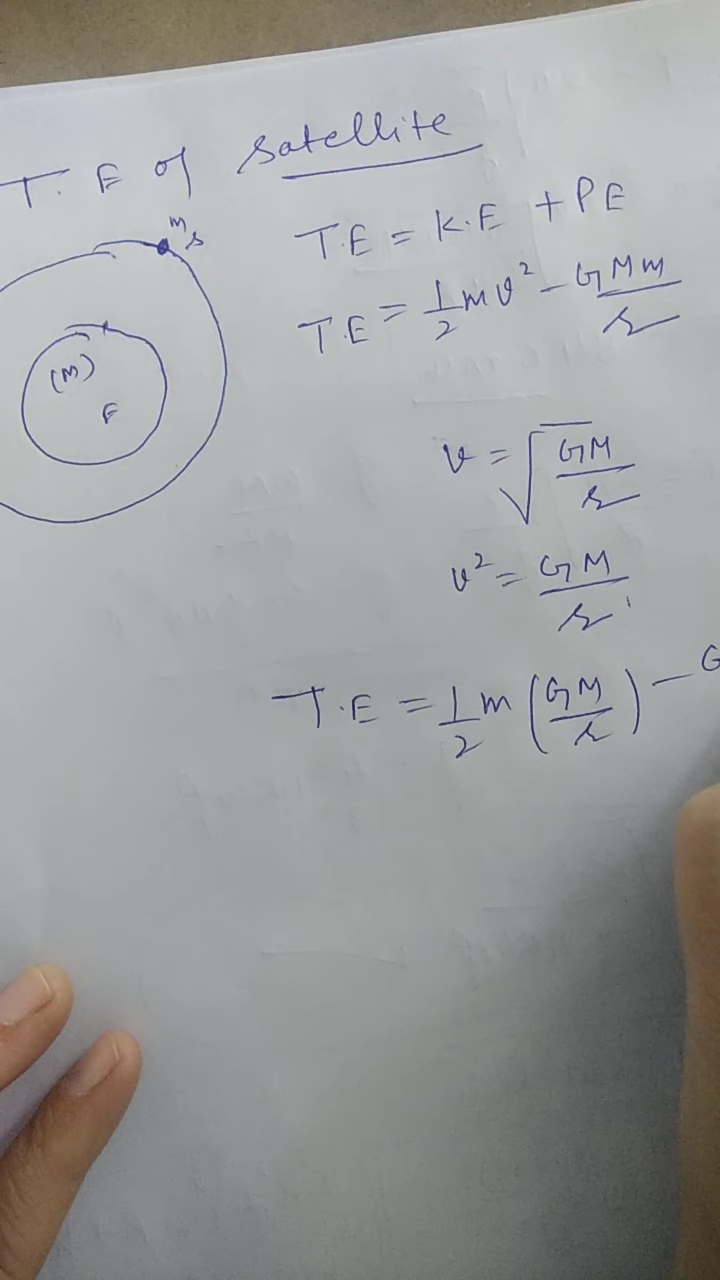 T.E of satellite
m
s
(M)
E
T.E = K.E + PE
T.E = 1/2 mv² - GMm/r
v = √GM/r
v² = GM/r
T.E = 1/2 m (GM/r) - G